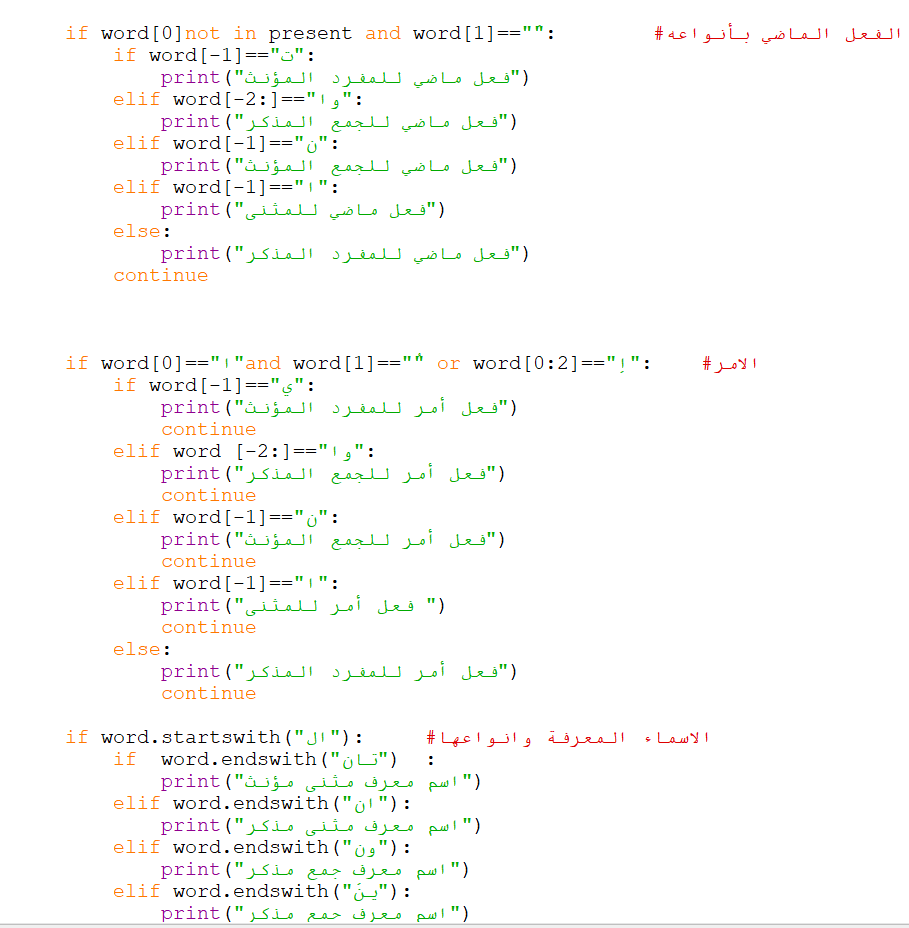 if word[0]not in present and word[1]=="َ": #الفعل الماضي بأنواعه
if word[-1]=="ت":
print("فعل ماضي للمفرد المؤنث")
elif word[-2:]=="وا":
print("فعل ماضي للجمع المذكر")
elif word[-1]=="ن":
print("فعل ماضي للجمع المؤنث")
elif word[-1]=="ا":
print("فعل ماضي للمثنى")
else:
print("فعل ماضي للمفرد المذكر")
continue
if word[0]=="ا"and word[1]=="ُ" or word[0:2]=="اِ": #الامر
if word[-1]=="ي":
print("فعل أمر للمفرد المؤنث")
continue
elif word [-2:]=="وا":
print("فعل أمر للجمع المذكر")
continue
elif word[-1]=="ن":
print("فعل أمر للجمع المؤنث")
continue
elif word[-1]=="ا":
print("فعل أمر للمثنى ")
continue
else:
print("فعل أمر للمفرد المذكر")
continue
if word.startswith("ال"): #الاسماء المعرفة وانواعها
if word.endswith("تان") :
print("اسم معرف مثنى مؤنث")
elif word.endswith("ان"):
print("اسم معرف مثنى مذكر")
elif word.endswith("ون"):
print("اسم معرف جمع مذكر")
elif word.endswith("ينَ"):
print("اسم معرف جمع مذكر")